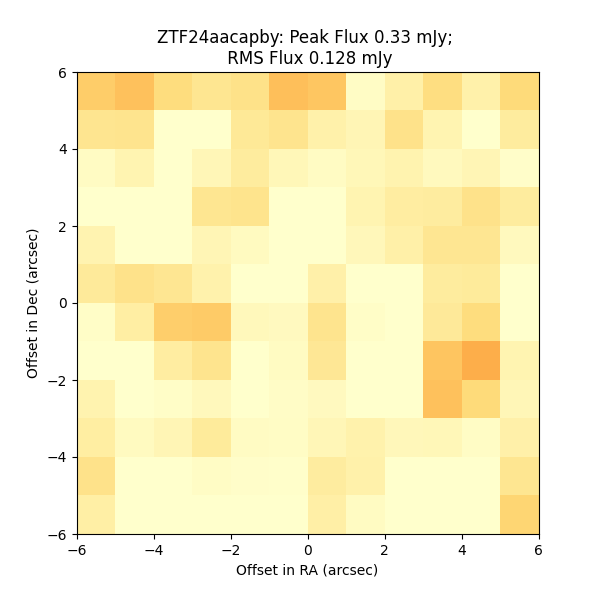 ZTF24aacapby: Peak Flux 0.33 mJy;
RMS Flux 0.128 mJy
6
4
2
0
−2
−4
−6
Offset in Dec (arcsec)
−6 −4 −2 0 2 4 6
Offset in RA (arcsec)